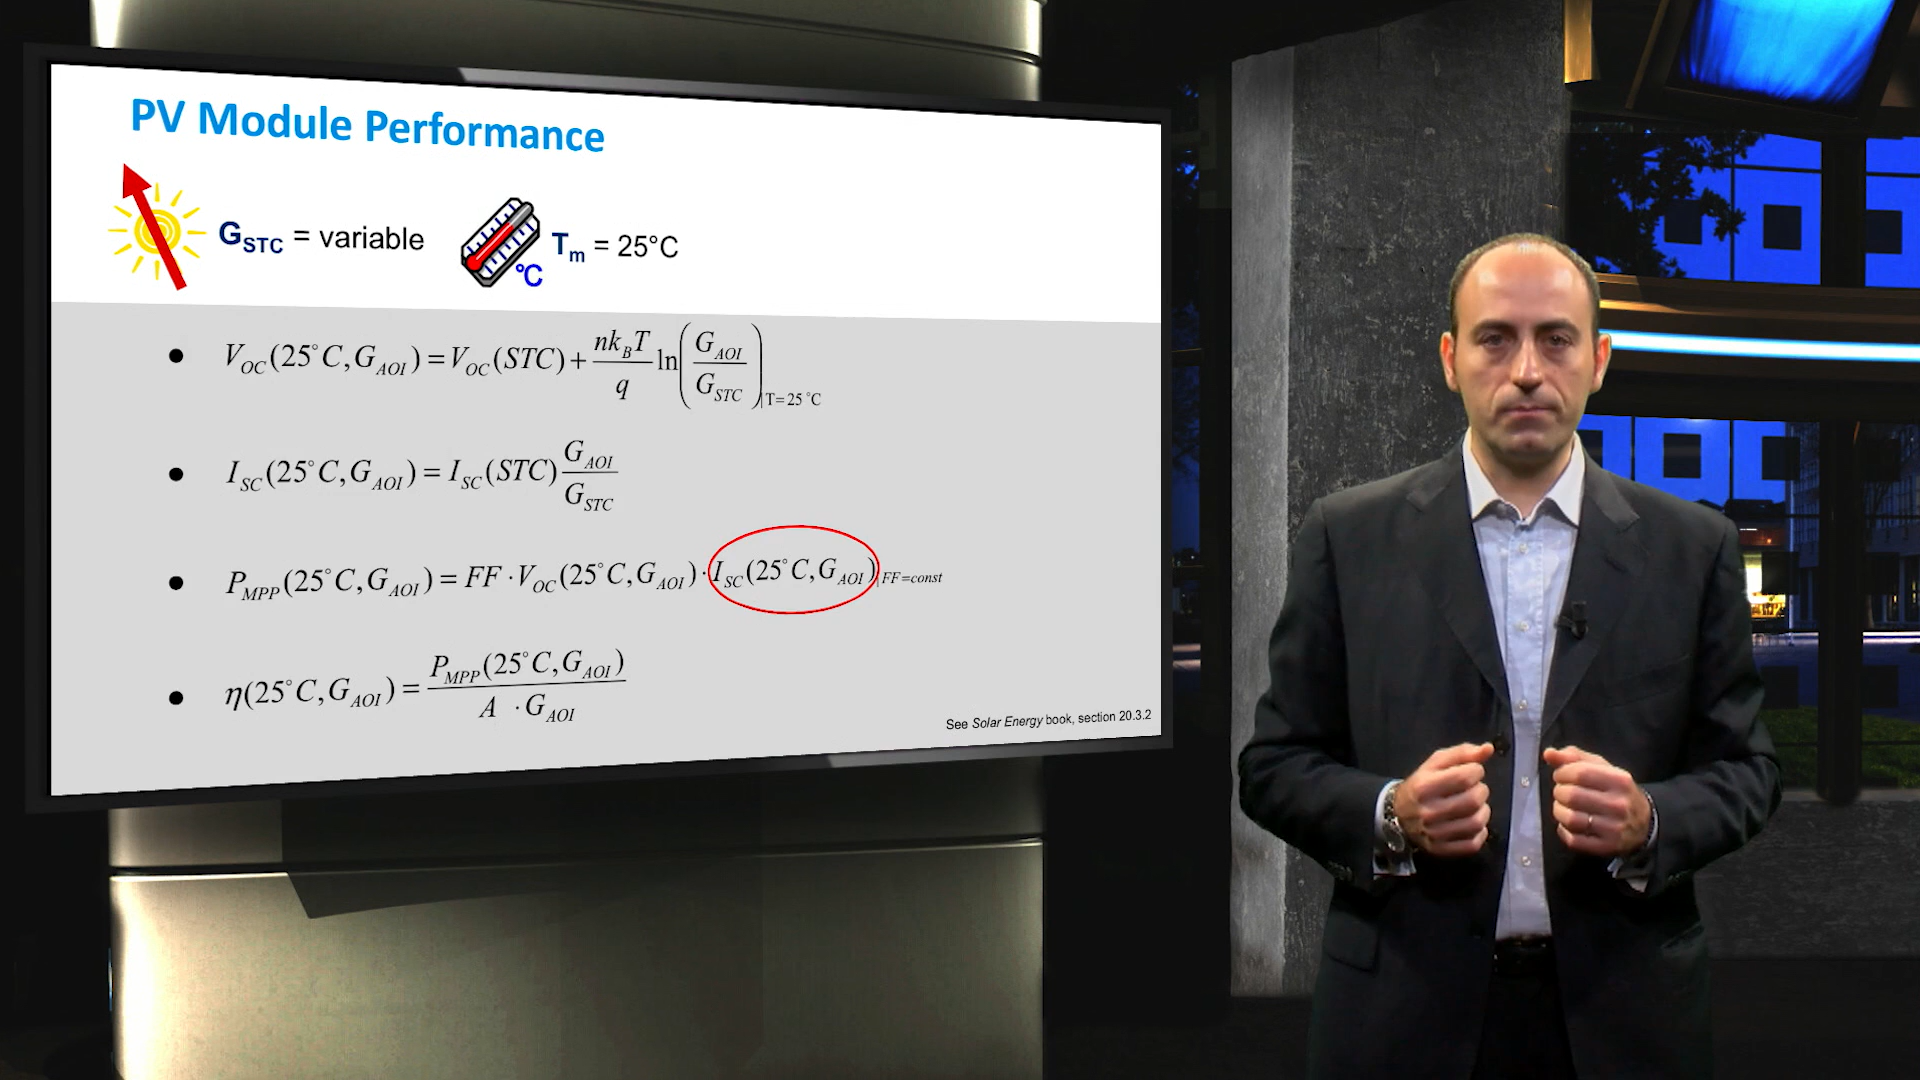 PV Module Performance
G_STC = variable °C T_m = 25°C
• V_OC(25°C, G_AOI) = V_OC(STC) + (nk_BT / q) ln(G_AOI / G_STC)|T=25 °C
• I_SC(25°C, G_AOI) = I_SC(STC) G_AOI / G_STC
• P_MPP(25°C, G_AOI) = FF · V_OC(25°C, G_AOI) · I_SC(25°C, G_AOI)|FF=const
• η(25°C, G_AOI) = P_MPP(25°C, G_AOI) / A · G_AOI
See Solar Energy book, section 20.3.2